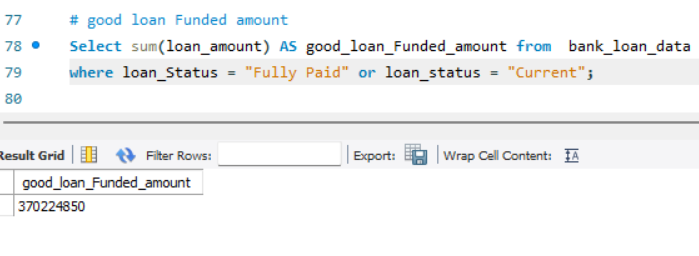 77 # good loan Funded amount
78 Select sum(loan_amount) AS good_loan_Funded_amount from bank_loan_data
79 where loan_Status = "Fully Paid" or loan_status = "Current";
80
Result Grid Filter Rows: Export: Wrap Cell Content: IA
good_loan_Funded_amount
370224850